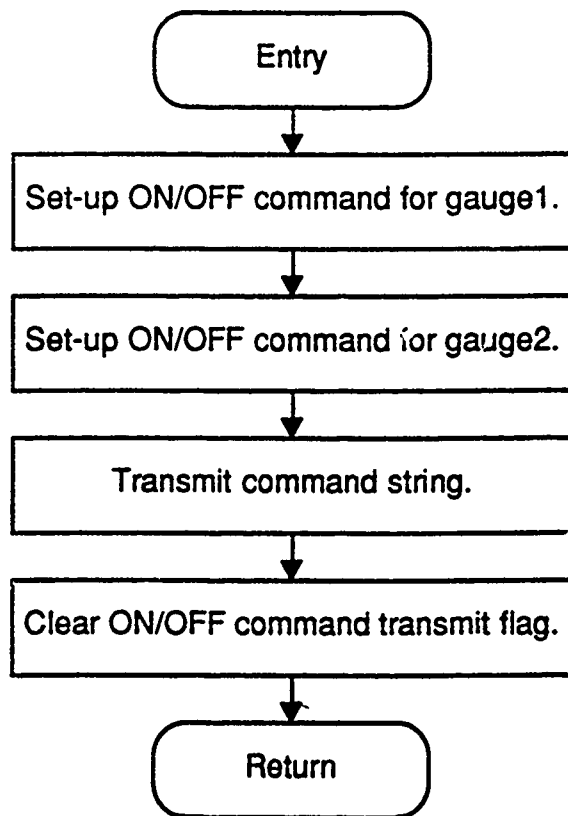 Entry
Set-up ON/OFF command for gauge1.
Set-up ON/OFF command for gauge2.
Transmit command string.
Clear ON/OFF command transmit flag.
Return